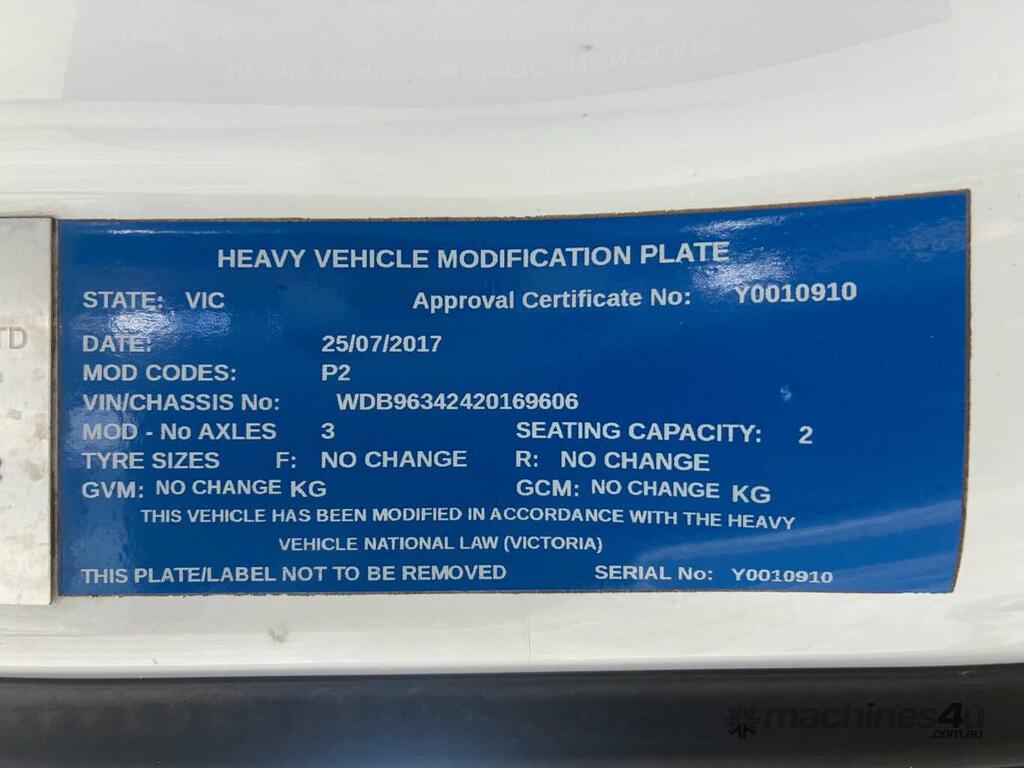 HEAVY VEHICLE MODIFICATION PLATE
STATE: VIC Approval Certificate No: Y0010910
TD
DATE: 25/07/2017
MOD CODES: P2
VIN/CHASSIS No: WDB96342420169606
MOD - No AXLES 3 SEATING CAPACITY: 2
TYRE SIZES F: NO CHANGE R: NO CHANGE
GVM: NO CHANGE KG GCM: NO CHANGE KG
THIS VEHICLE HAS BEEN MODIFIED IN ACCORDANCE WITH THE HEAVY
VEHICLE NATIONAL LAW (VICTORIA)
THIS PLATE/LABEL NOT TO BE REMOVED SERIAL No: Y0010910
machines4u
.com.au